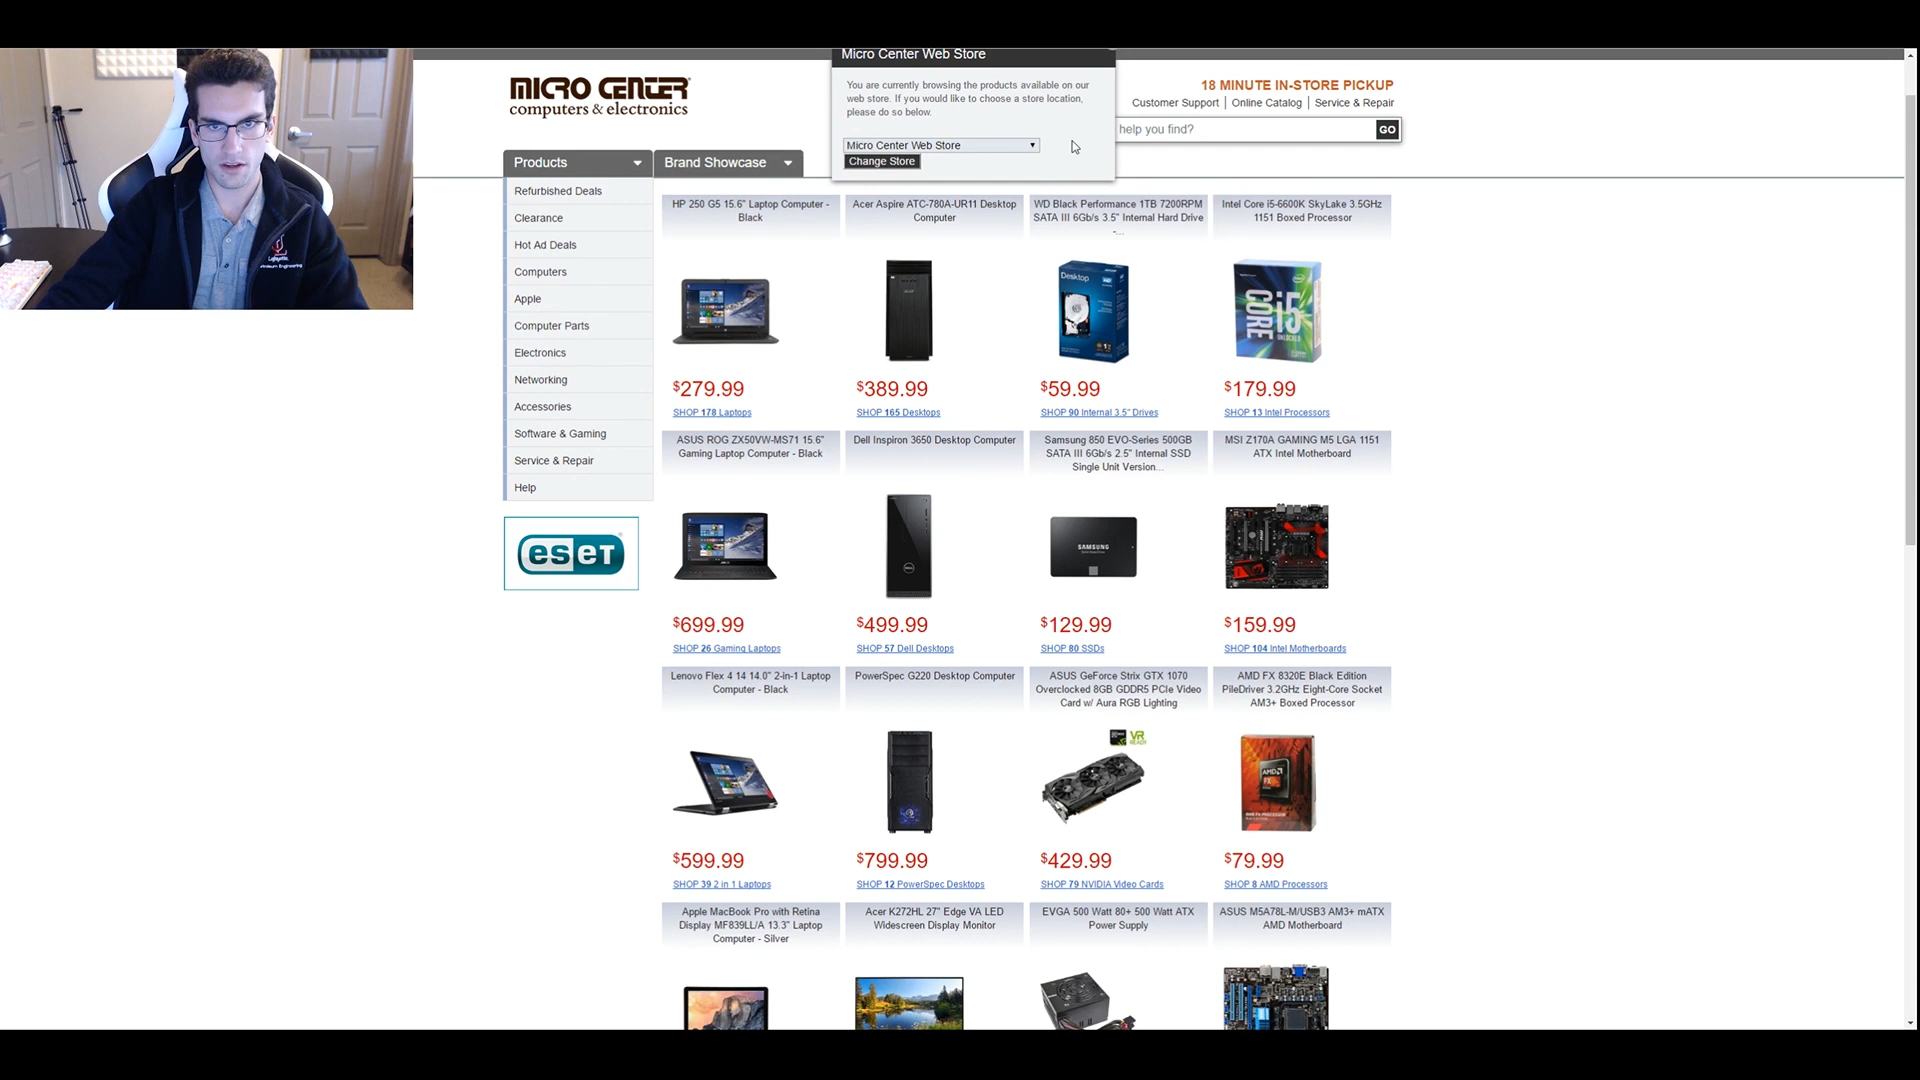 Micro Center Web Store
You are currently browsing the products available on our
web store. If you would like to choose a store location,
please do so below.
Micro Center Web Store
Change Store
MICRO CENTER
computers & electronics
18 MINUTE IN-STORE PICKUP
Customer Support | Online Catalog | Service & Repair
help you find?
GO
Products
Brand Showcase
Refurbished Deals
Clearance
Hot Ad Deals
Computers
Apple
Computer Parts
Electronics
Networking
Accessories
Software & Gaming
Service & Repair
Help
eseT
HP 250 G5 15.6" Laptop Computer -
Black
$279.99
SHOP 178 Laptops
Acer Aspire ATC-780A-UR11 Desktop
Computer
$389.99
SHOP 165 Desktops
WD Black Performance 1TB 7200RPM
SATA III 6Gb/s 3.5" Internal Hard Drive
-...
Desktop
$59.99
SHOP 90 Internal 3.5" Drives
Intel Core i5-6600K SkyLake 3.5GHz
1151 Boxed Processor
CORE i5
UNLOCKED
$179.99
SHOP 13 Intel Processors
ASUS ROG ZX50VW-MS71 15.6"
Gaming Laptop Computer - Black
$699.99
SHOP 26 Gaming Laptops
Dell Inspiron 3650 Desktop Computer
$499.99
SHOP 57 Dell Desktops
Samsung 850 EVO-Series 500GB
SATA III 6Gb/s 2.5" Internal SSD
Single Unit Version...
SAMSUNG
$129.99
SHOP 80 SSDs
MSI Z170A GAMING M5 LGA 1151
ATX Intel Motherboard
$159.99
SHOP 104 Intel Motherboards
Lenovo Flex 4 14 14.0" 2-in-1 Laptop
Computer - Black
$599.99
SHOP 39 2 in 1 Laptops
PowerSpec G220 Desktop Computer
$799.99
SHOP 12 PowerSpec Desktops
ASUS GeForce Strix GTX 1070
Overclocked 8GB GDDR5 PCIe Video
Card w/ Aura RGB Lighting
VR
READY
$429.99
SHOP 79 NVIDIA Video Cards
AMD FX 8320E Black Edition
PileDriver 3.2GHz Eight-Core Socket
AM3+ Boxed Processor
AMD
FX
$79.99
SHOP 8 AMD Processors
Apple MacBook Pro with Retina
Display MF839LL/A 13.3" Laptop
Computer - Silver
Acer K272HL 27" Edge VA LED
Widescreen Display Monitor
EVGA 500 Watt 80+ 500 Watt ATX
Power Supply
ASUS M5A78L-M/USB3 AM3+ mATX
AMD Motherboard